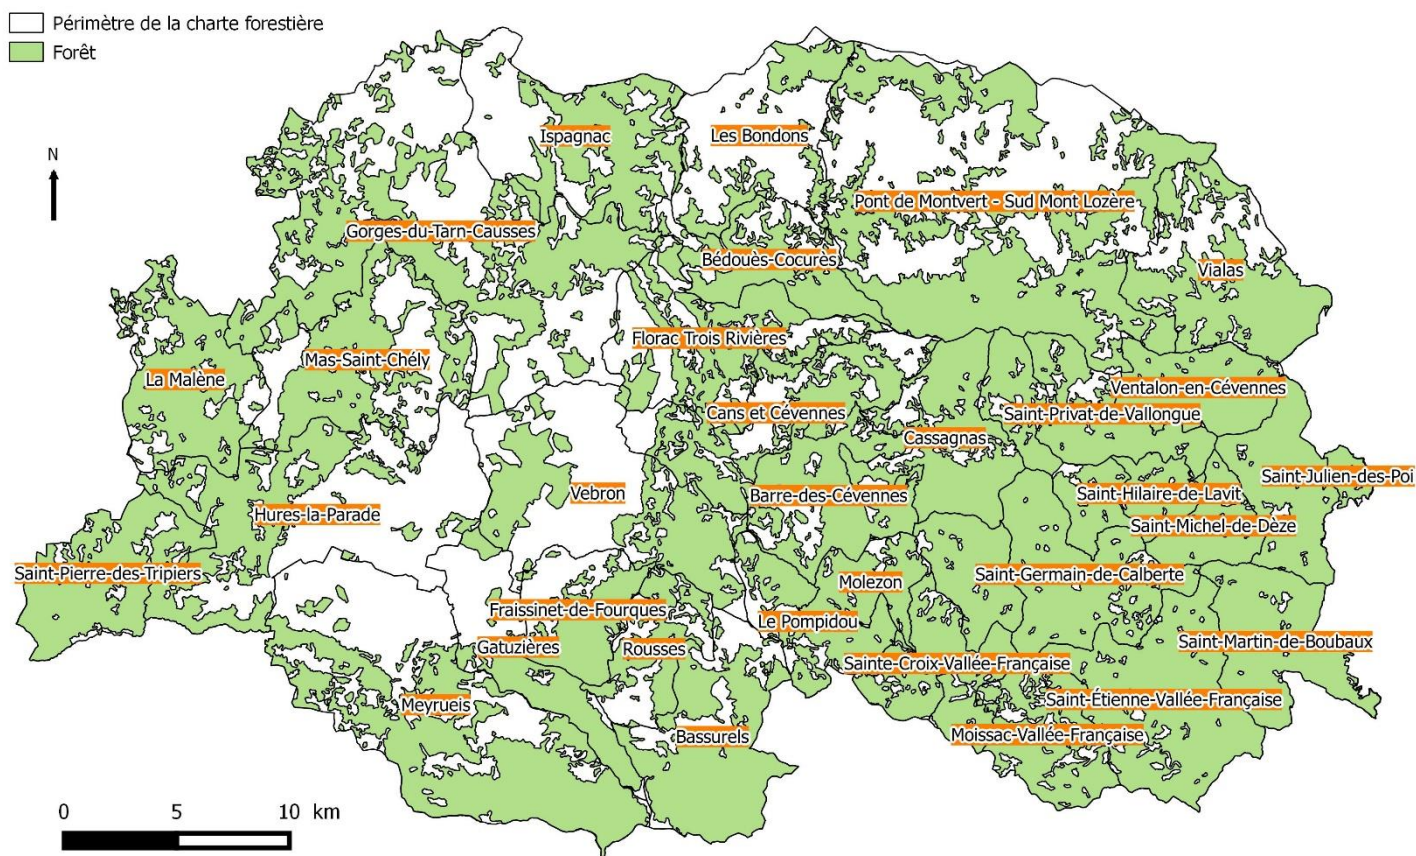 Périmètre de la charte forestière
Forêt
N
Ispagnac
Les Bondons
Pont de Montvert - Sud Mont Lozère
Gorges-du-Tarn-Causses
Bédouès-Cocurès
Vialas
Florac Trois Rivières
Mas-Saint-Chély
La Malène
Ventalon-en-Cévennes
Cans et Cévennes
Saint-Privat-de-Vallongue
Cassagnas
Saint-Julien-des-Poi
Vebron
Barre-des-Cévennes
Saint-Hilaire-de-Lavit
Hures-la-Parade
Saint-Michel-de-Dèze
Saint-Pierre-des-Tripiers
Molezon
Saint-Germain-de-Calberte
Fraissinet-de-Fourques
Le Pompidou
Gatuzières
Rousses
Saint-Martin-de-Boubaux
Sainte-Croix-Vallée-Française
Meyrueis
Saint-Étienne-Vallée-Française
Bassurels
Moissac-Vallée-Française
0 5 10 km